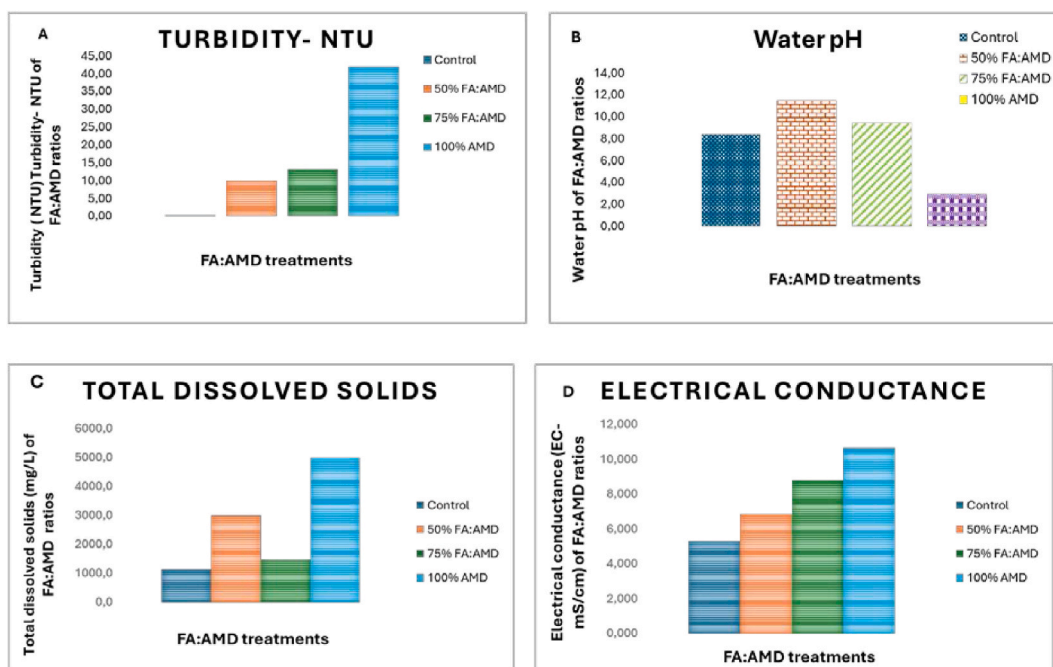 A
TURBIDITY- NTU
Turbidity ( NTU) Turbidity- NTU of
FA:AMD ratios
45,00
40,00
35,00
30,00
25,00
20,00
15,00
10,00
5,00
0,00
FA:AMD treatments
Control
50% FA:AMD
75% FA:AMD
100% AMD
B
Water pH
Water pH of FA:AMD ratios
14,00
12,00
10,00
8,00
6,00
4,00
2,00
0,00
FA:AMD treatments
Control
50% FA:AMD
75% FA:AMD
100% AMD
C
TOTAL DISSOLVED SOLIDS
Total dissolved solids (mg/L) of
FA:AMD ratios
6000,0
5000,0
4000,0
3000,0
2000,0
1000,0
0,0
FA:AMD treatments
Control
50% FA:AMD
75% FA:AMD
100% AMD
D
ELECTRICAL CONDUCTANCE
Electrical conductance (EC-
mS/cm) of FA:AMD ratios
12,000
10,000
8,000
6,000
4,000
2,000
0,000
FA:AMD treatments
Control
50% FA:AMD
75% FA:AMD
100% AMD